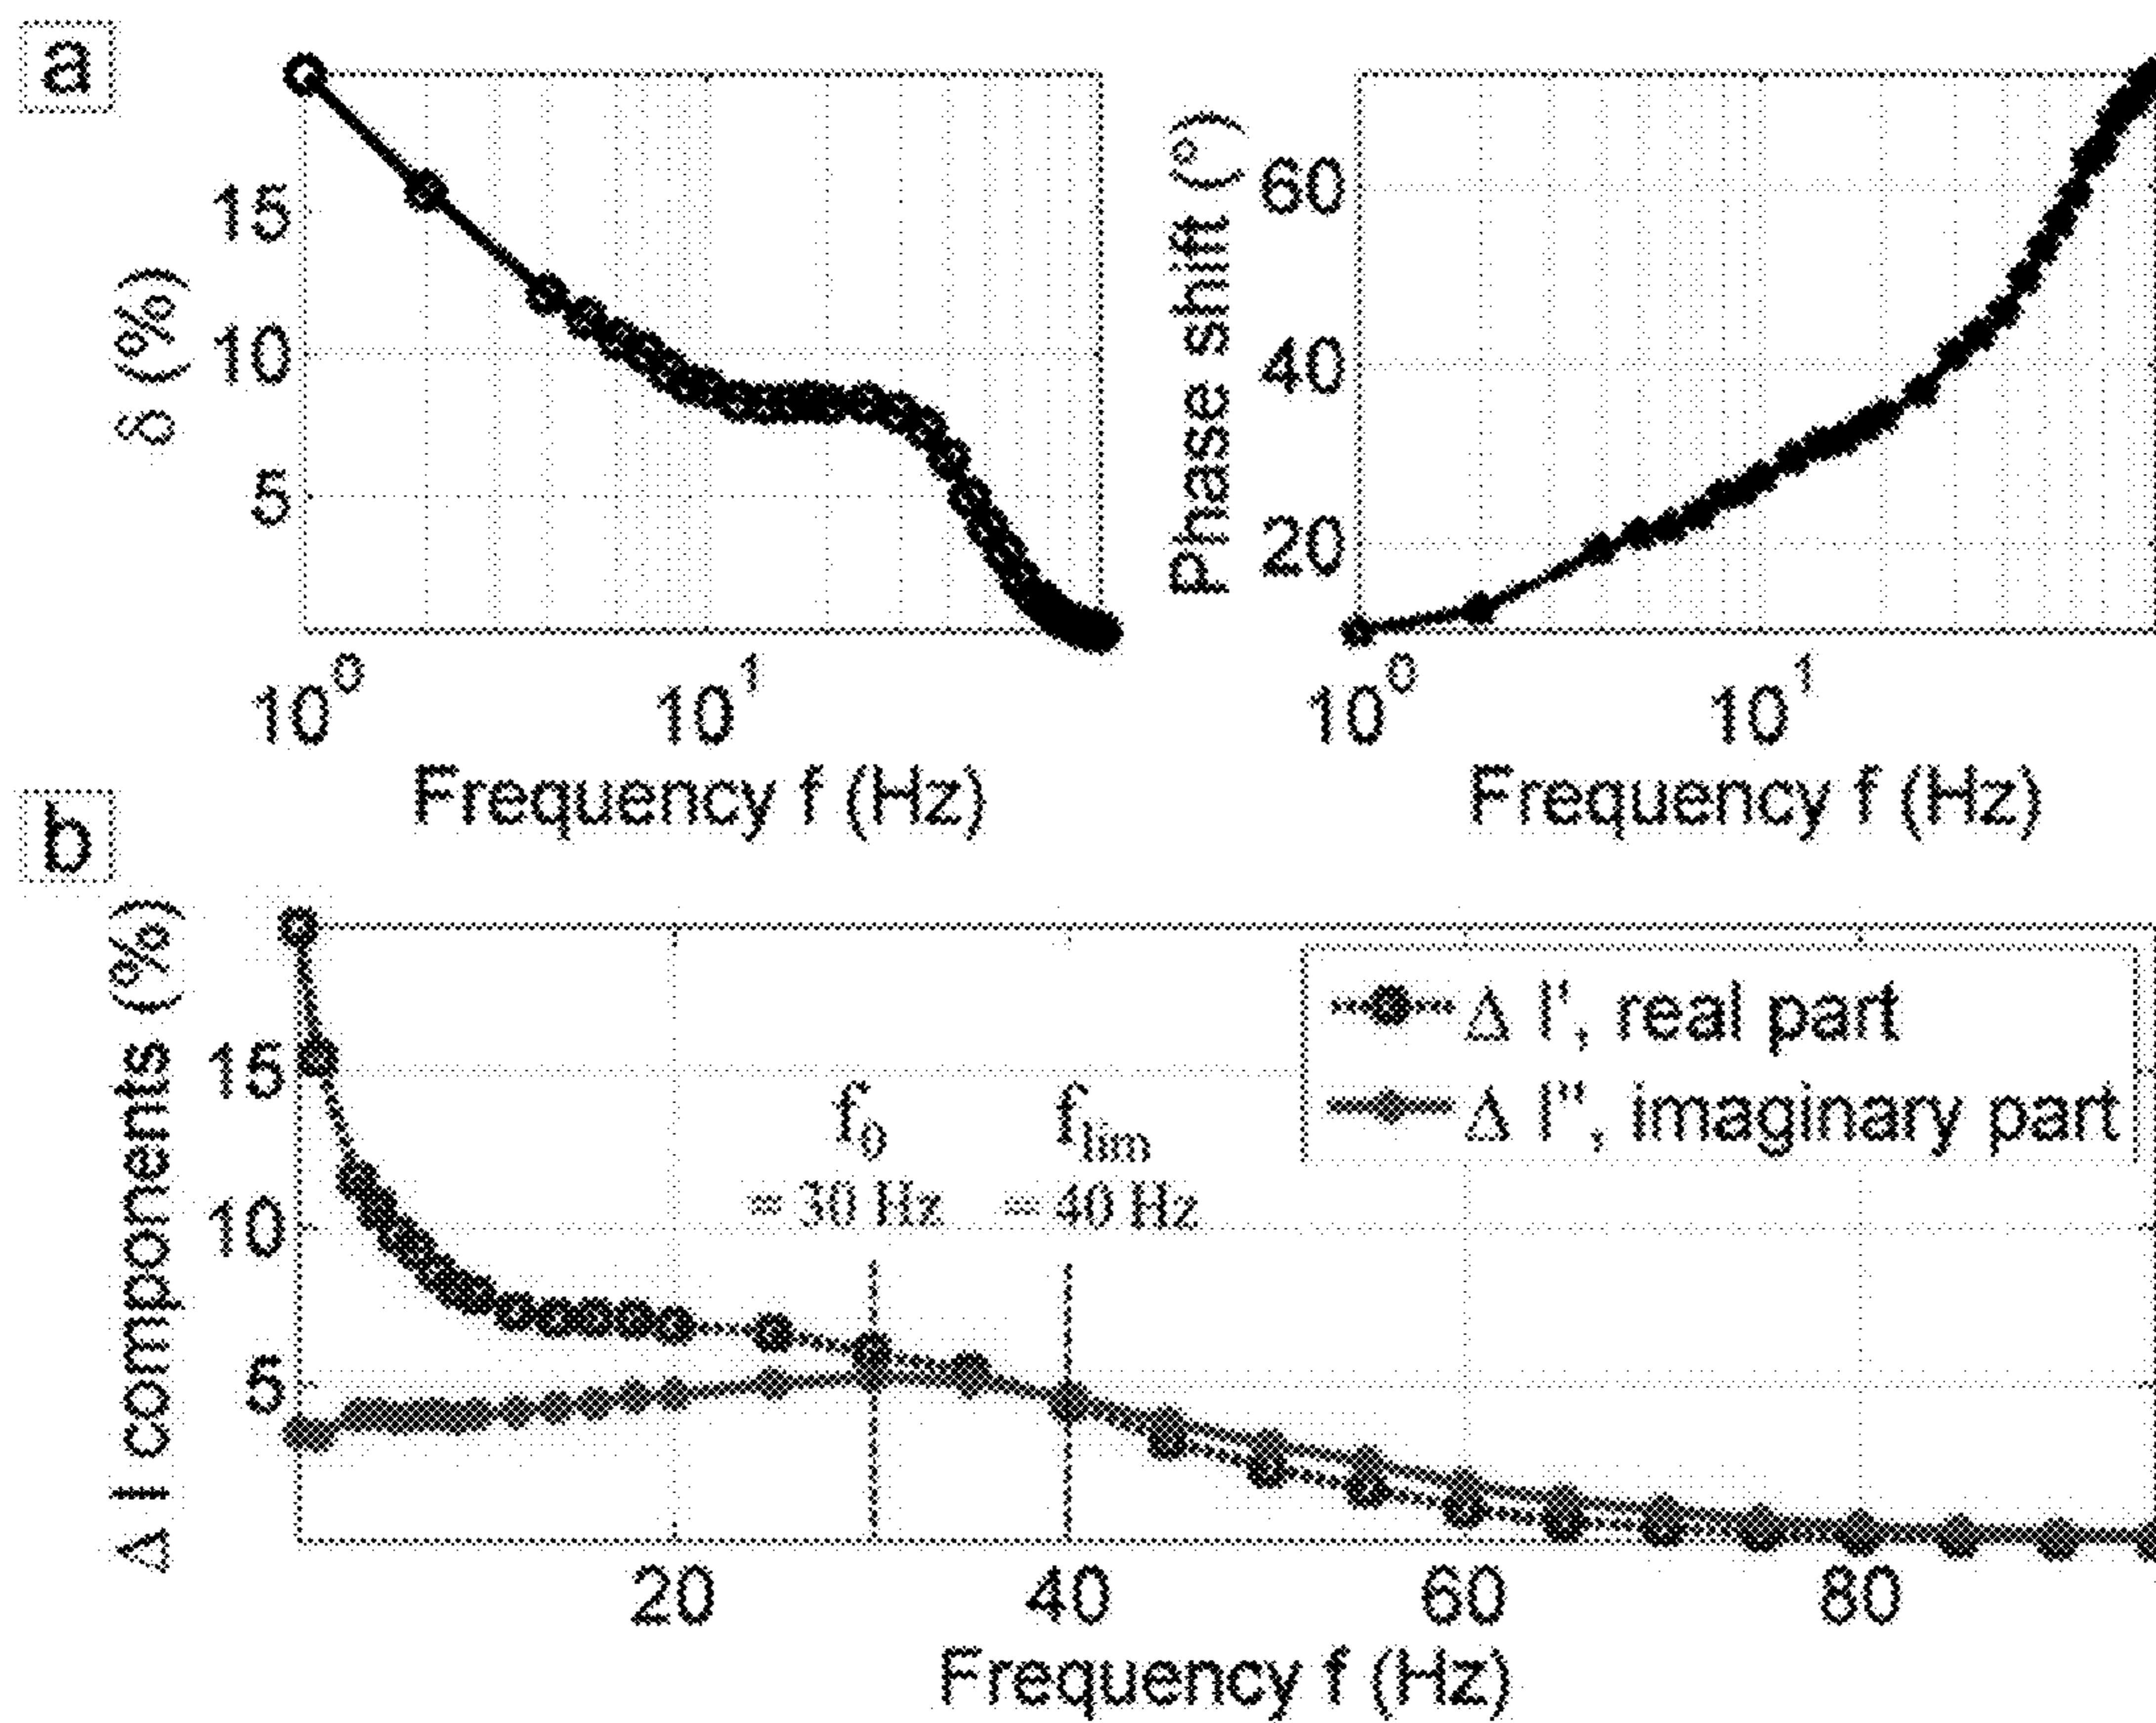 a
δ (%)
15
10
5
10^0
10^1
Frequency f (Hz)
Phase shift (°)
60
40
20
10^0
10^1
Frequency f (Hz)
b
Δ I components (%)
15
10
5
f_0
= 30 Hz
f_lim
= 40 Hz
Δ I', real part
Δ I'', imaginary part
20
40
60
80
Frequency f (Hz)